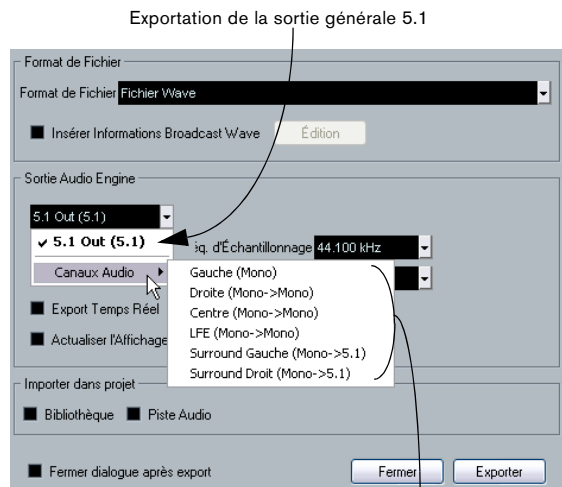 Exportation de la sortie générale 5.1
Format de Fichier
Format de Fichier Fichier Wave
Insérer Informations Broadcast Wave Édition
Sortie Audio Engine
5.1 Out (5.1)
5.1 Out (5.1)
éq. d'Échantillonnage 44.100 kHz
Canaux Audio
Gauche (Mono)
Droite (Mono->Mono)
Centre (Mono->Mono)
Export Temps Réel
LFE (Mono->Mono)
Actualiser l'Affichage
Surround Gauche (Mono->5.1)
Surround Droit (Mono->5.1)
Importer dans projet
Bibliothèque Piste Audio
Fermer dialogue après export Fermer Exporter